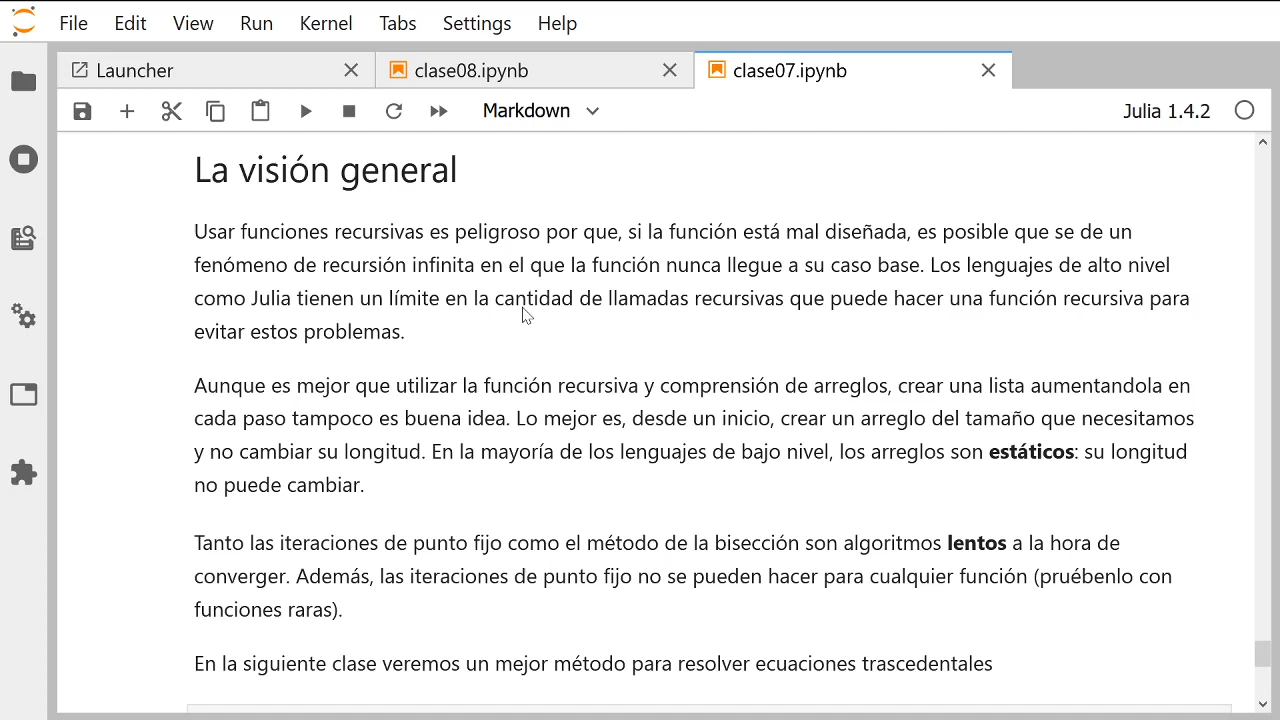 File Edit View Run Kernel Tabs Settings Help
Launcher clase08.ipynb clase07.ipynb
Markdown Julia 1.4.2
La visión general
Usar funciones recursivas es peligroso por que, si la función está mal diseñada, es posible que se de un
fenómeno de recursión infinita en el que la función nunca llegue a su caso base. Los lenguajes de alto nivel
como Julia tienen un límite en la cantidad de llamadas recursivas que puede hacer una función recursiva para
evitar estos problemas.
Aunque es mejor que utilizar la función recursiva y comprensión de arreglos, crear una lista aumentandola en
cada paso tampoco es buena idea. Lo mejor es, desde un inicio, crear un arreglo del tamaño que necesitamos
y no cambiar su longitud. En la mayoría de los lenguajes de bajo nivel, los arreglos son estáticos: su longitud
no puede cambiar.
Tanto las iteraciones de punto fijo como el método de la bisección son algoritmos lentos a la hora de
converger. Además, las iteraciones de punto fijo no se pueden hacer para cualquier función (pruébenlo con
funciones raras).
En la siguiente clase veremos un mejor método para resolver ecuaciones trascedentales